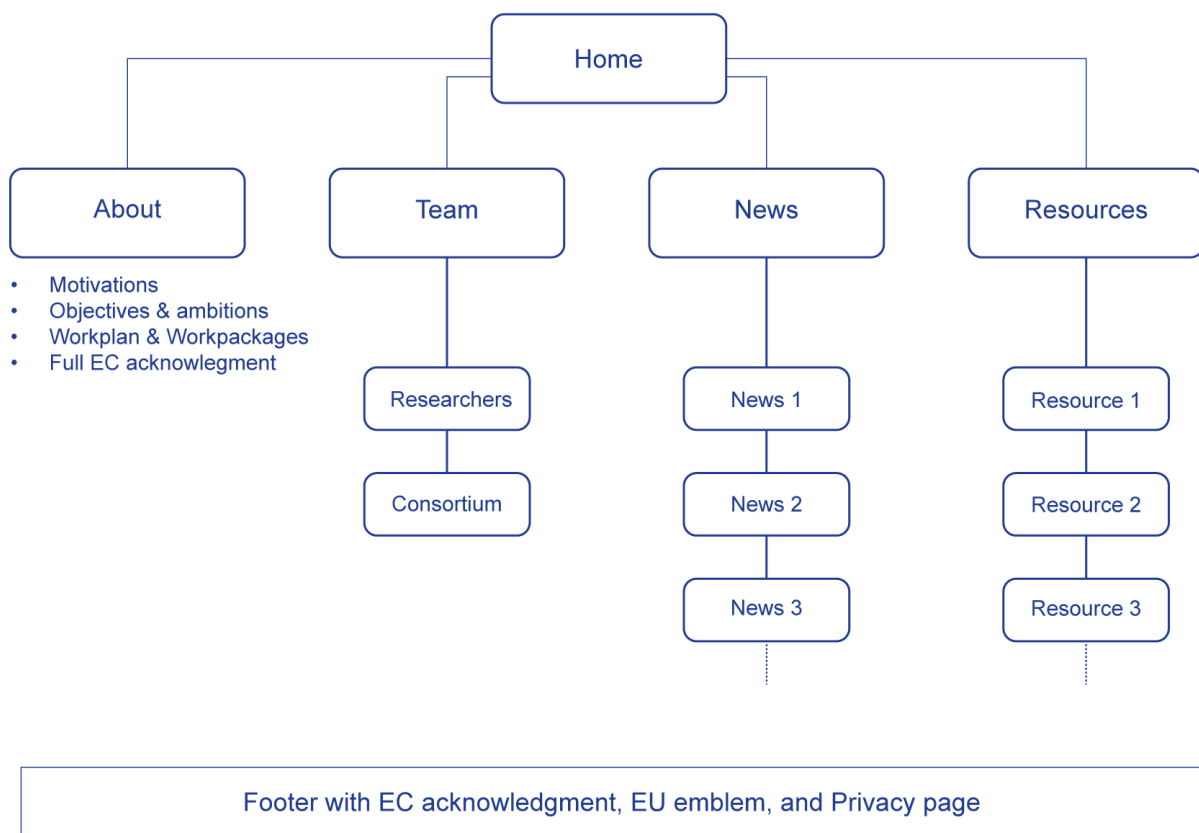 Home
About
Team
News
Resources
• Motivations
• Objectives & ambitions
• Workplan & Workpackages
• Full EC acknowlegment
Researchers
News 1
Resource 1
Consortium
News 2
Resource 2
News 3
Resource 3
Footer with EC acknowledgment, EU emblem, and Privacy page